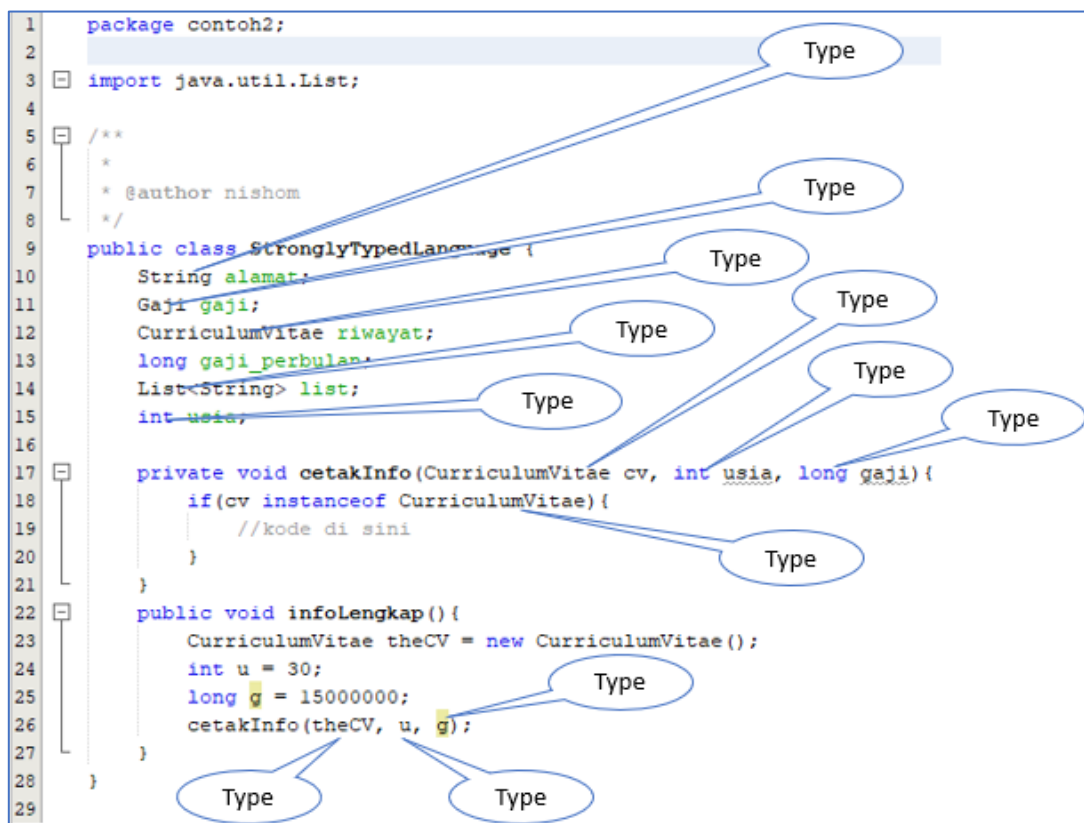 1 package contoh2;
2
3 import java.util.List;
4
5 /**
6 *
7 * @author nishom
8 */
9 public class StronglyTypedLanguage {
10 String alamat;
11 Gaji gaji;
12 CurriculumVitae riwayat;
13 long gaji_perbulan;
14 List<String> list;
15 int usia;
16
17 private void cetakInfo(CurriculumVitae cv, int usia, long gaji){
18 if(cv instanceof CurriculumVitae){
19 //kode di sini
20 }
21 }
22 public void infoLengkap(){
23 CurriculumVitae theCV = new CurriculumVitae();
24 int u = 30;
25 long g = 15000000;
26 cetakInfo(theCV, u, g);
27 }
28 }
29
Type
Type
Type
Type
Type
Type
Type
Type
Type
Type
Type
Type